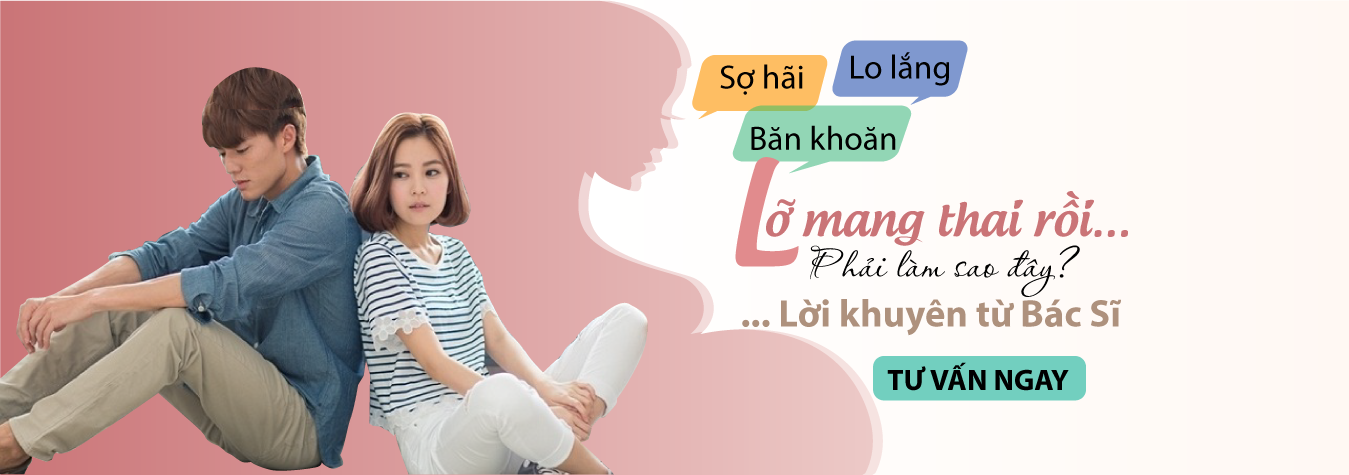 Sợ hãi
Lo lắng
Băn khoăn
Lỡ mang thai rồi...
Phải làm sao đây?
... Lời khuyên từ Bác Sĩ
TƯ VẤN NGAY